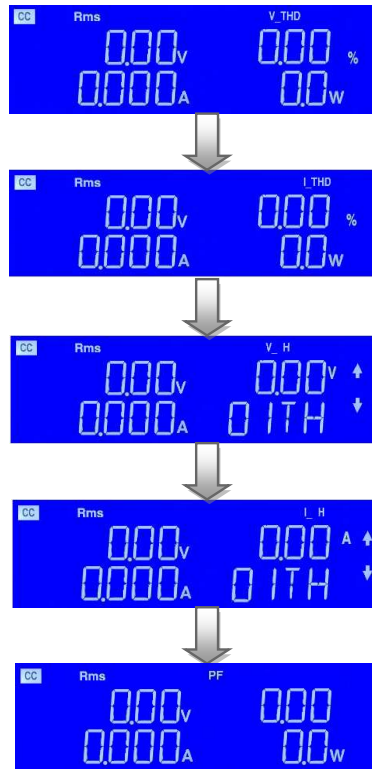 CC Rms V_THD
0.00V 0.00 %
0.000A 0.0W
CC Rms I_THD
0.00V 0.00 %
0.000A 0.0W
CC Rms V_ H
0.00V 0.00V
0.000A 01TH
CC Rms I_ H
0.00V 0.00 A
0.000A 01TH
CC Rms PF
0.00V 0.00
0.000A 0.0W